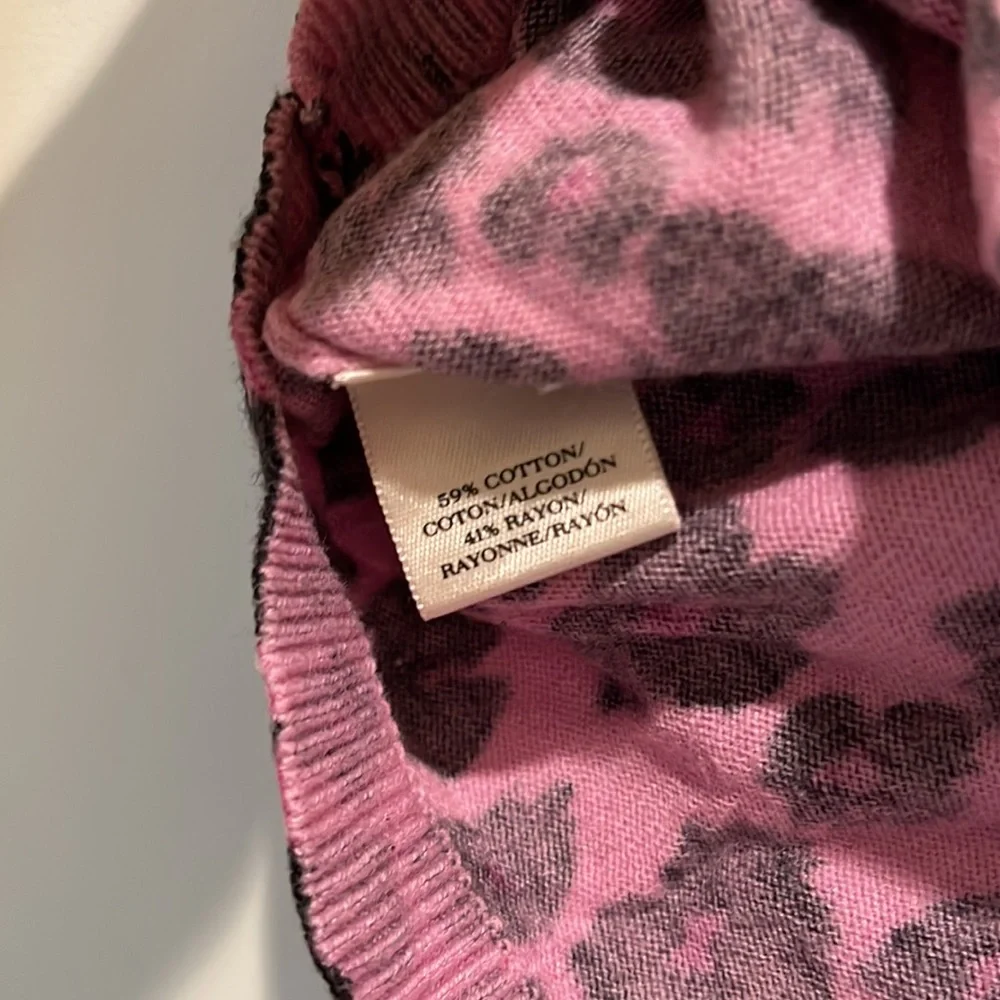 59% COTTON/
COTON/ALGODÓN
41% RAYON/
RAYONNE/RAYÓN